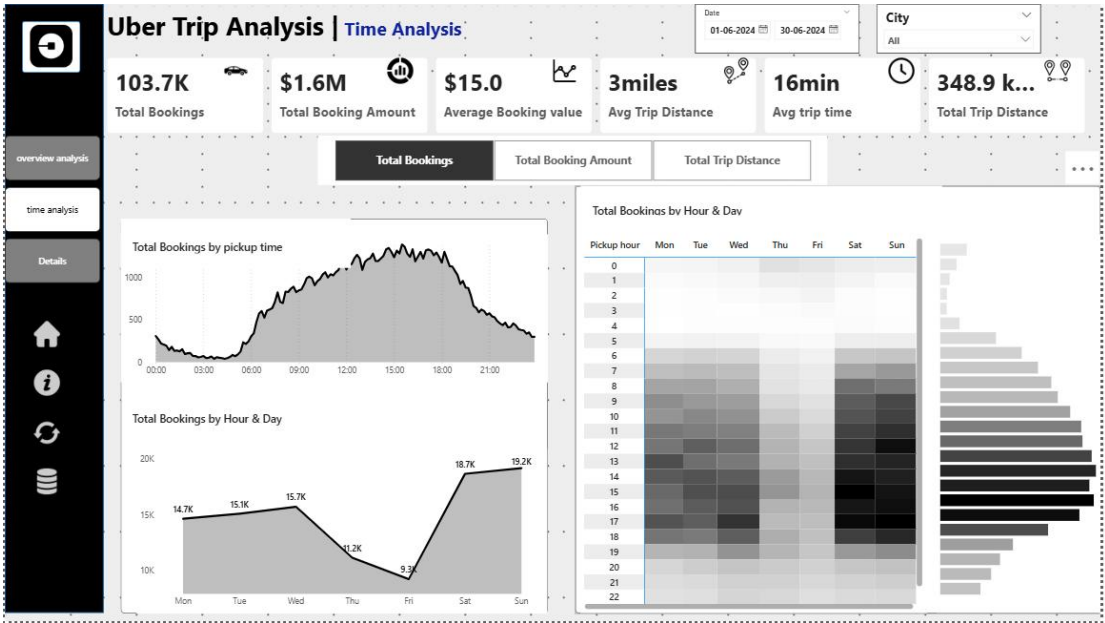 Uber Trip Analysis | Time Analysis
Date
01-06-2024 30-06-2024
City
All
103.7K
Total Bookings
$1.6M
Total Booking Amount
$15.0
Average Booking value
3miles
Avg Trip Distance
16min
Avg trip time
348.9 k...
Total Trip Distance
overview analysis
time analysis
Details
Total Bookings Total Booking Amount Total Trip Distance
Total Bookings by pickup time
1000
500
0
00:00 03:00 06:00 09:00 12:00 15:00 18:00 21:00
Total Bookings by Hour & Day
20K
15K
10K
14.7K 15.1K 15.7K 11.2K 9.3K 18.7K 19.2K
Mon Tue Wed Thu Fri Sat Sun
Total Bookings by Hour & Day
Pickup hour Mon Tue Wed Thu Fri Sat Sun
0
1
2
3
4
5
6
7
8
9
10
11
12
13
14
15
16
17
18
19
20
21
22